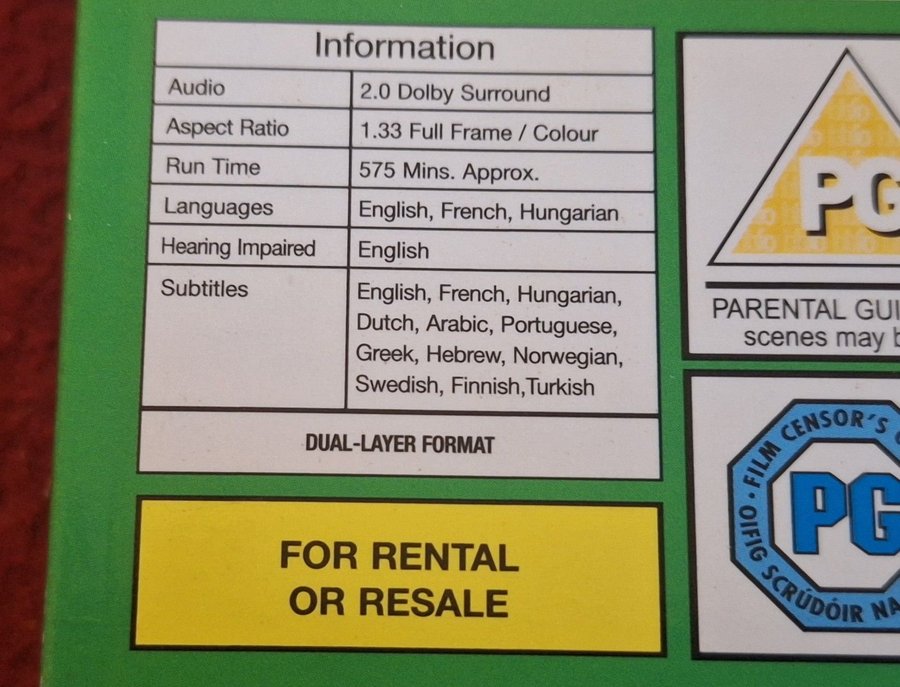 Information
Audio 2.0 Dolby Surround
Aspect Ratio 1.33 Full Frame / Colour
Run Time 575 Mins. Approx.
Languages English, French, Hungarian
Hearing Impaired English
Subtitles English, French, Hungarian,
Dutch, Arabic, Portuguese,
Greek, Hebrew, Norwegian,
Swedish, Finnish,Turkish
DUAL-LAYER FORMAT
FOR RENTAL
OR RESALE
PG
PARENTAL GUI
scenes may b
FILM CENSOR'S
PG
OIFIG SCRÚDÓIR NA